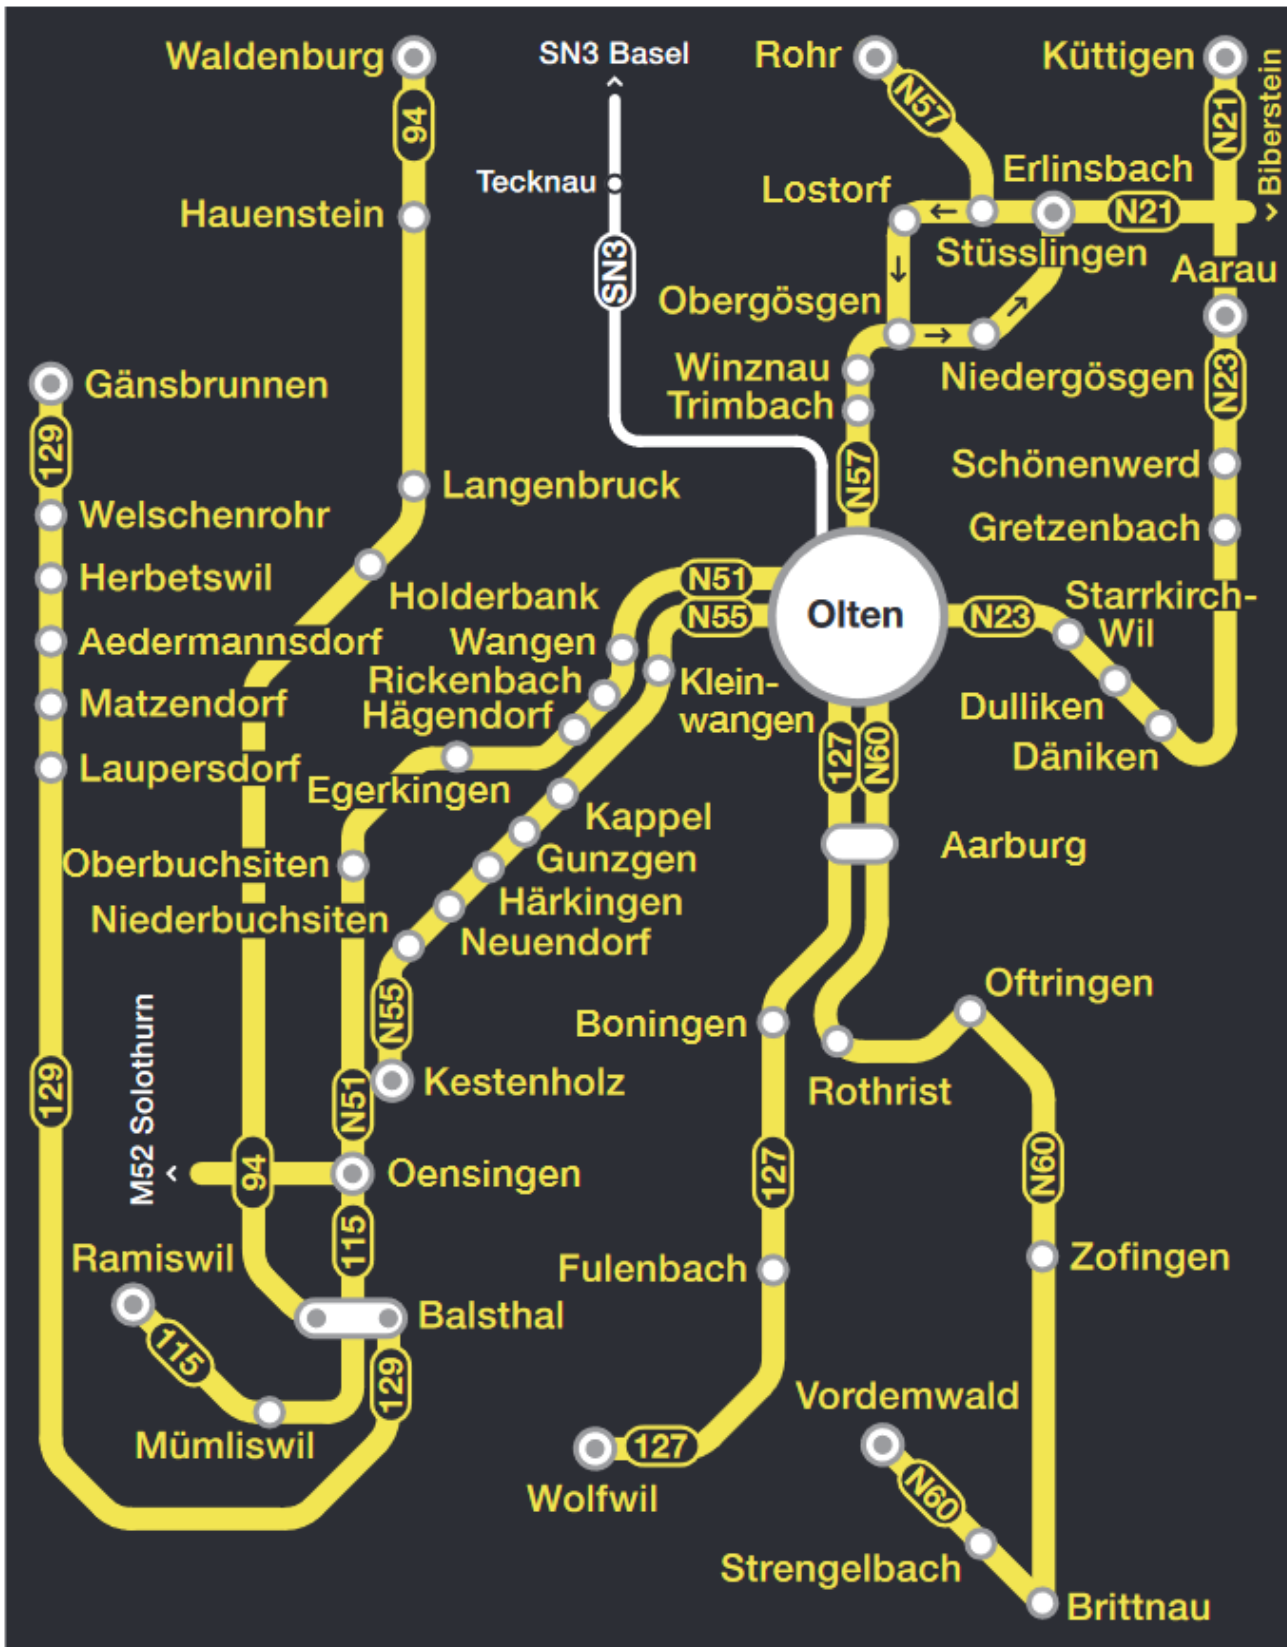 Waldenburg
SN3 Basel
Rohr
Küttigen
94
N57
N21
Biberstein
Tecknau
Erlinsbach
Lostorf
Hauenstein
N21
SN3
Stüsslingen
Aarau
Obergösgen
Winznau
Niedergösgen
N23
Gänsbrunnen
Trimbach
129
Schönenwerd
Langenbruck
N57
Welschenrohr
Gretzenbach
Herbetswil
N51
Holderbank
N55
Olten
N23
Starrkirch-
Wil
Aedermannsdorf
Wangen
Rickenbach
Klein-
wangen
Matzendorf
Hägendorf
Dulliken
Däniken
127
N60
Laupersdorf
Egerkingen
Kappel
Aarburg
Oberbuchsiten
Gunzgen
Niederbuchsiten
Härkingen
Neuendorf
Oftringen
N55
Boningen
M52 Solothurn
Kestenholz
Rothrist
129
N51
94
Oensingen
127
N60
115
Ramiswil
Fulenbach
Zofingen
Balsthal
115
129
Vordemwald
Mümliswil
127
Wolfwil
N60
Strengelbach
Brittnau